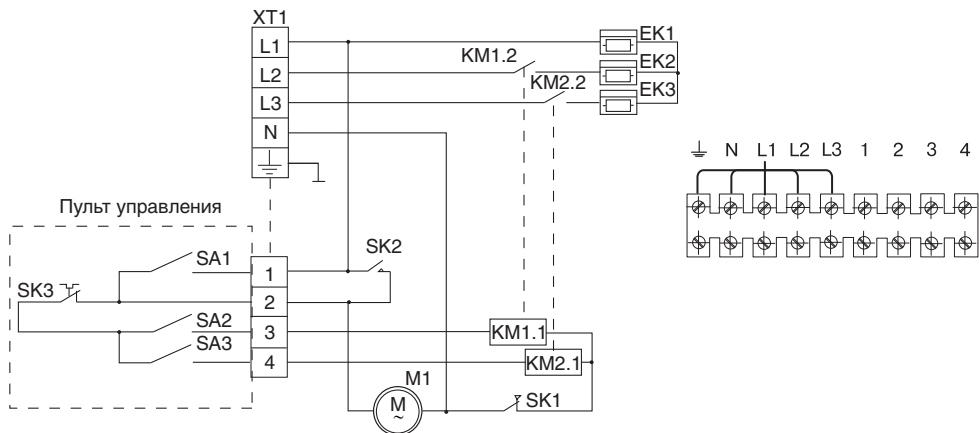 XT1
L1
EK1
L2
KM1.2
EK2
L3
KM2.2
EK3
N
L1 L2 L3
N 1 2 3 4
Пульт управления
SA1
1
SK2
SK3
2
SA2
3
KM1.1
SA3
4
KM2.1
M1
M
~
SK1